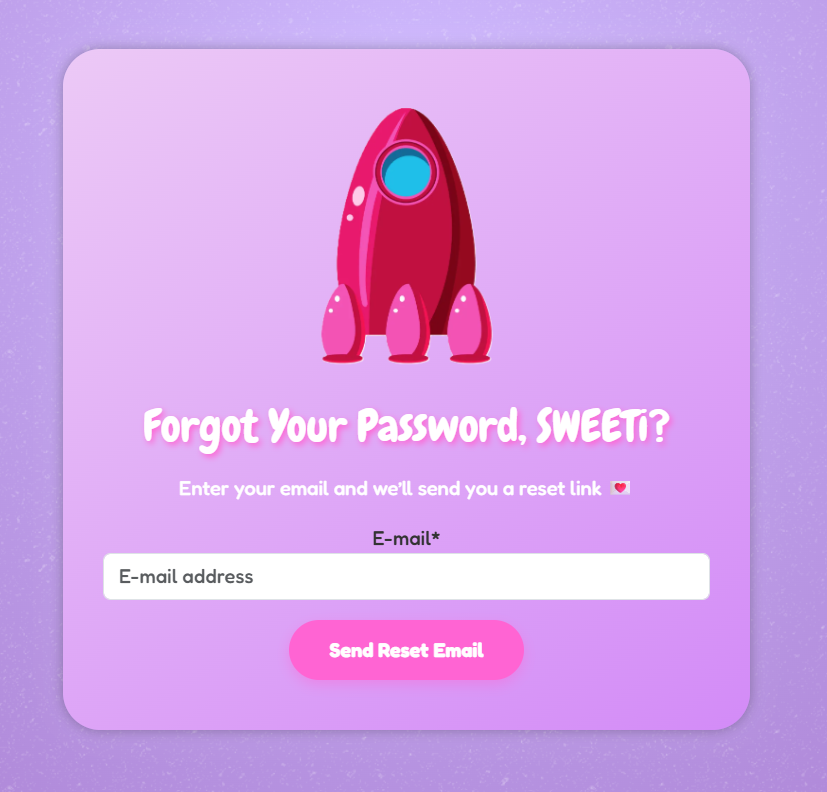 Forgot Your Password, SWEETi?
Enter your email and we'll send you a reset link 💌
E-mail*
E-mail address
Send Reset Email